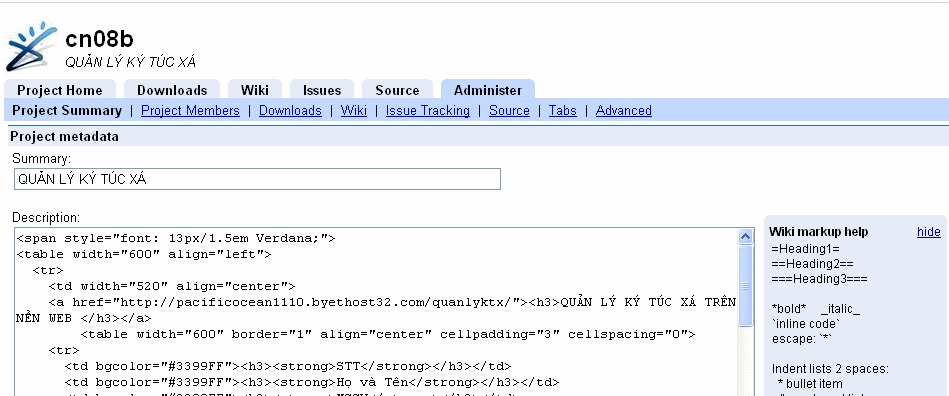 cn08b
QUẢN LÝ KÝ TÚC XÁ
Project Home Downloads Wiki Issues Source Administer
Project Summary | Project Members | Downloads | Wiki | Issue Tracking | Source | Tabs | Advanced
Project metadata
Summary:
QUẢN LÝ KÝ TÚC XÁ
Description:
<span style="font: 13px/1.5em Verdana;">
<table width="600" align="left">
<tr>
<td width="520" align="center">
<a href="http://pacificocean1110.byethost32.com/quanlyktx/"><h3>QUẢN LÝ KÝ TÚC XÁ TRÊN
NỀN WEB </h3></a>
<table width="600" border="1" align="center" cellpadding="3" cellspacing="0">
<tr>
<td bgcolor="#3399FF"><h3><strong>STT</strong></h3></td>
<td bgcolor="#3399FF"><h3><strong>Họ và Tên</strong></h3></td>
Wiki markup help hide
=Heading1=
==Heading2==
===Heading3===
*bold* _italic_
`inline code`
escape: `*`
Indent lists 2 spaces:
* bullet item